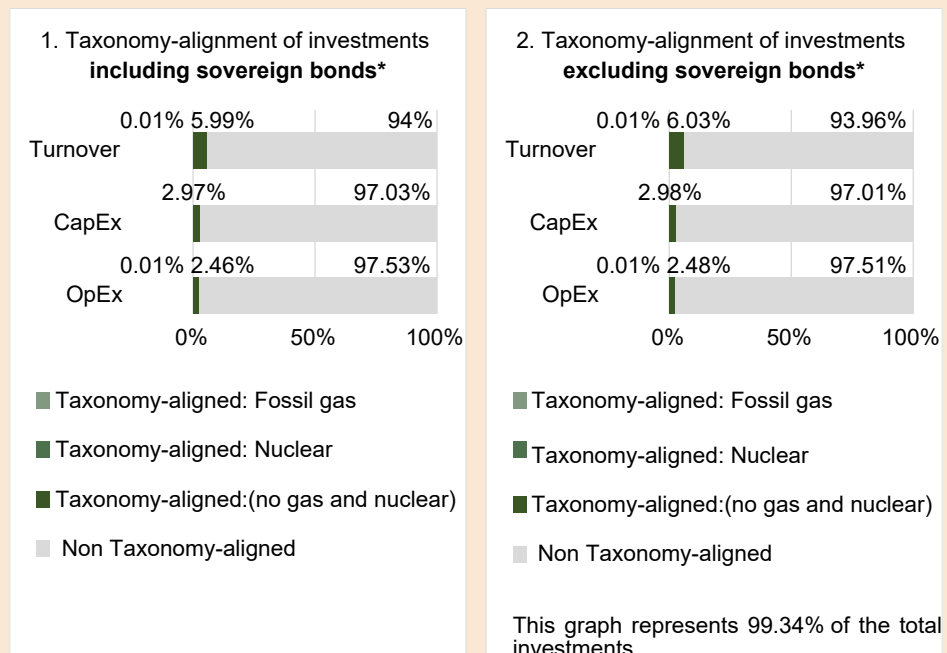 1. Taxonomy-alignment of investments
including sovereign bonds*
0.01% 5.99% 94%
Turnover
2.97% 97.03%
CapEx
0.01% 2.46% 97.53%
OpEx
0% 50% 100%
Taxonomy-aligned: Fossil gas
Taxonomy-aligned: Nuclear
Taxonomy-aligned:(no gas and nuclear)
Non Taxonomy-aligned
2. Taxonomy-alignment of investments
excluding sovereign bonds*
0.01% 6.03% 93.96%
Turnover
2.98% 97.01%
CapEx
0.01% 2.48% 97.51%
OpEx
0% 50% 100%
Taxonomy-aligned: Fossil gas
Taxonomy-aligned: Nuclear
Taxonomy-aligned:(no gas and nuclear)
Non Taxonomy-aligned
This graph represents 99.34% of the total
investments